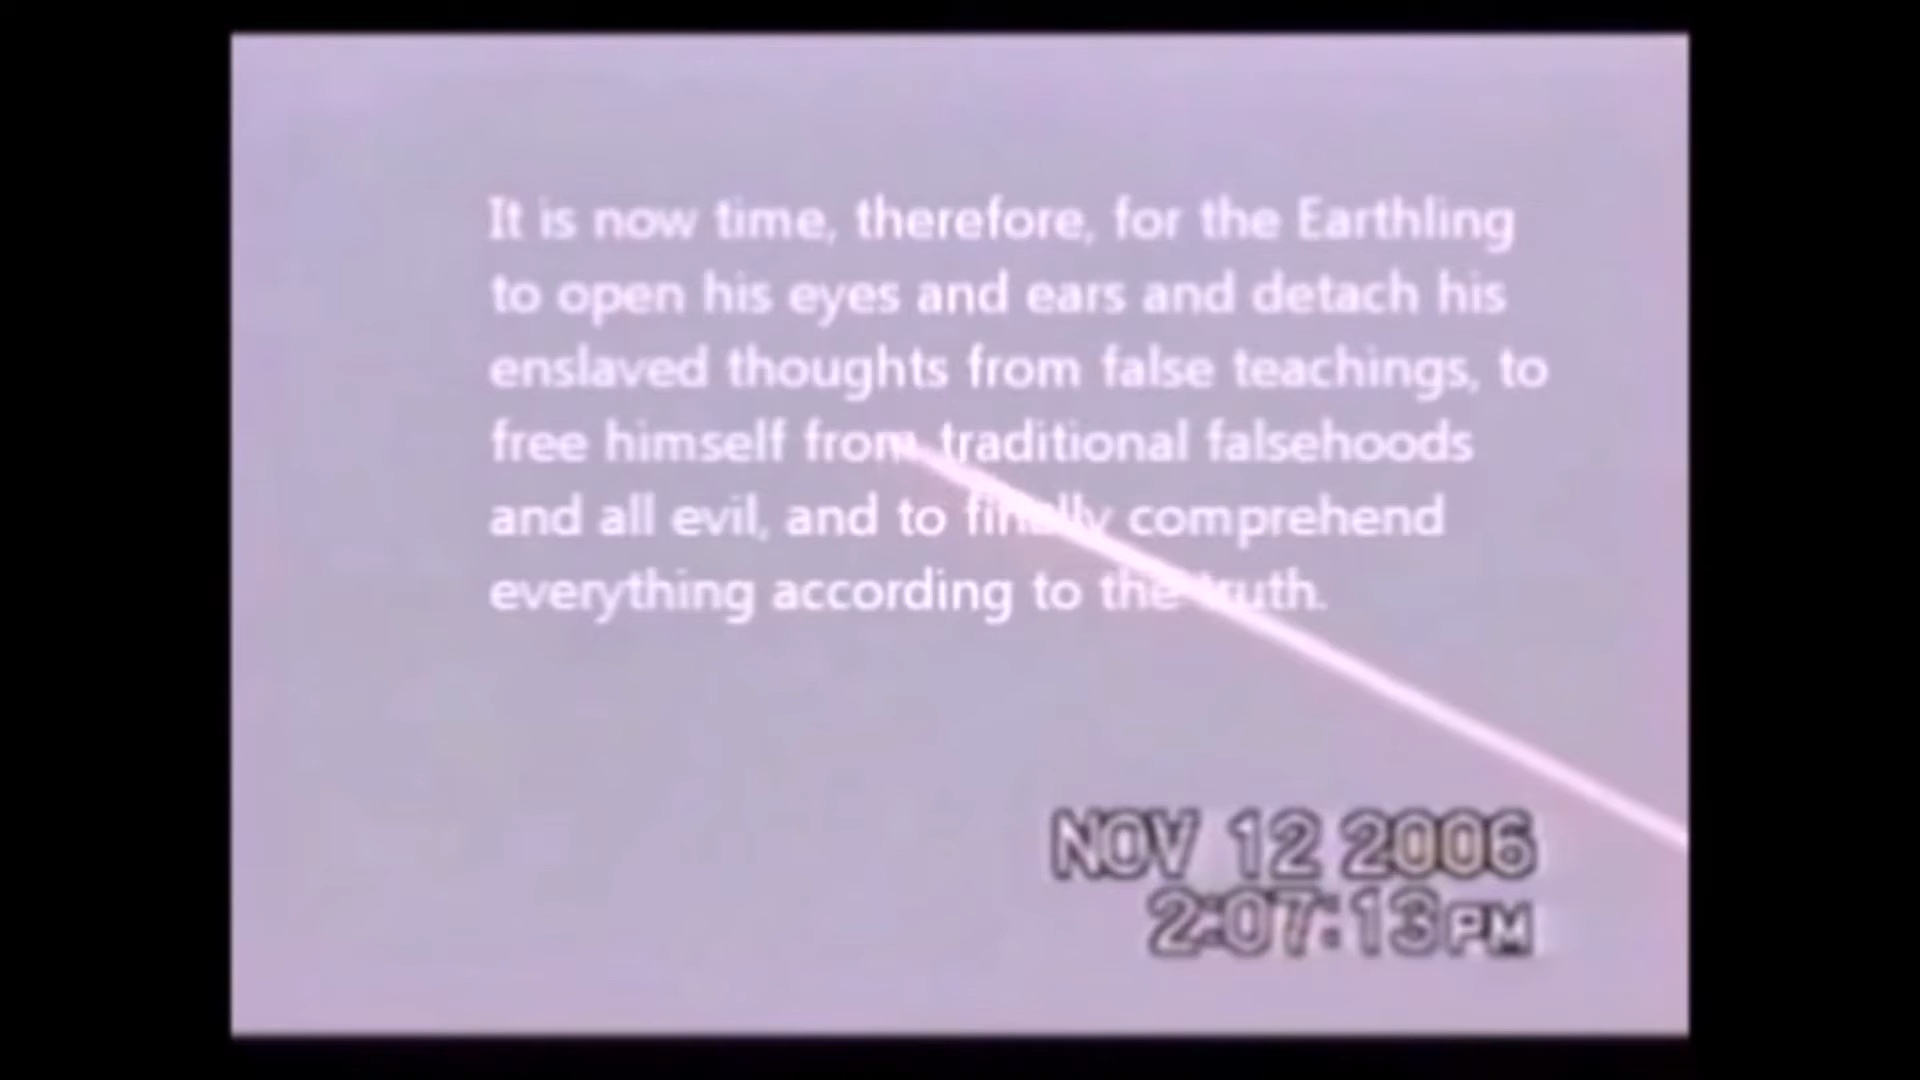 It is now time, therefore, for the Earthling
to open his eyes and ears and detach his
enslaved thoughts from false teachings, to
free himself from traditional falsehoods
and all evil, and to finally comprehend
everything according to the truth.
NOV 12 2006
2:07:13PM